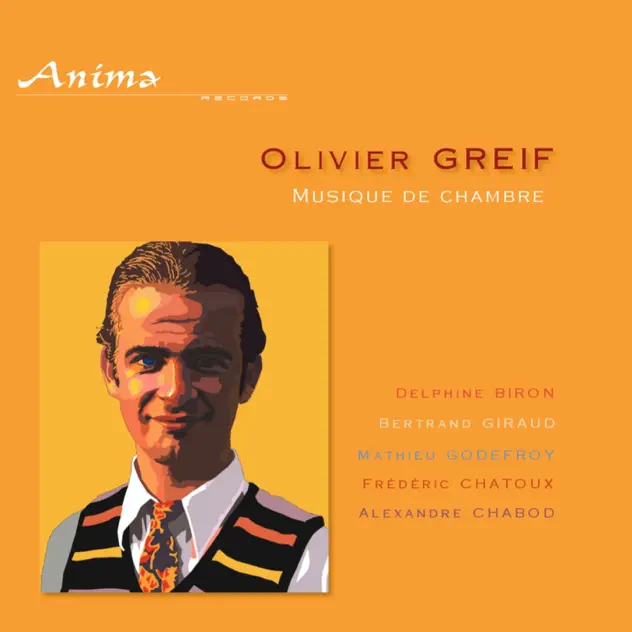 Anima
RECORDS
OLIVIER GREIF
MUSIQUE DE CHAMBRE
DELPHINE BIRON
BERTRAND GIRAUD
MATHIEU GODEFROY
FRÉDÉRIC CHATOUX
ALEXANDRE CHABOD